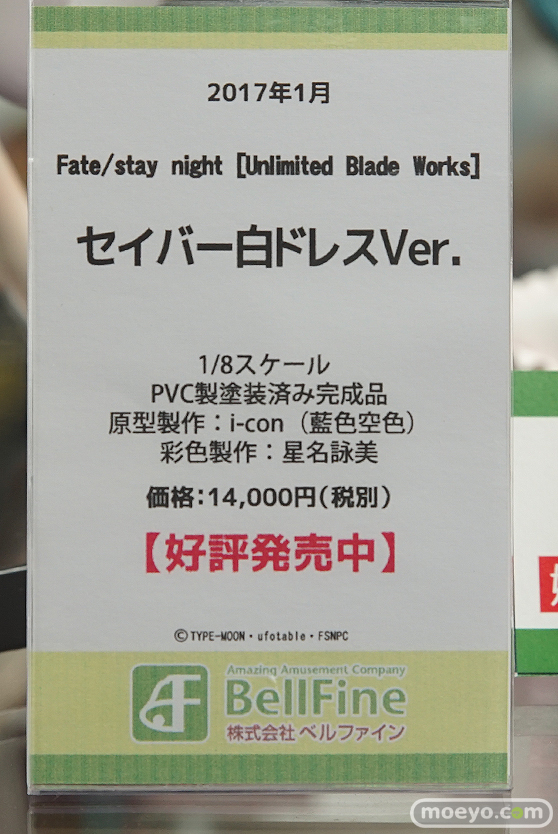 2017年1月
Fate/stay night [Unlimited Blade Works]
セイバー白ドレスVer.
1/8スケール
PVC製塗装済み完成品
原型製作：i-con（藍色空色）
彩色製作：星名詠美
価格：14,000円（税別）
【好評発売中】
©TYPE-MOON・ufotable・FSNPC
Amazing Amusement Company
BellFine
株式会社 ベルファイン
moeyo.com